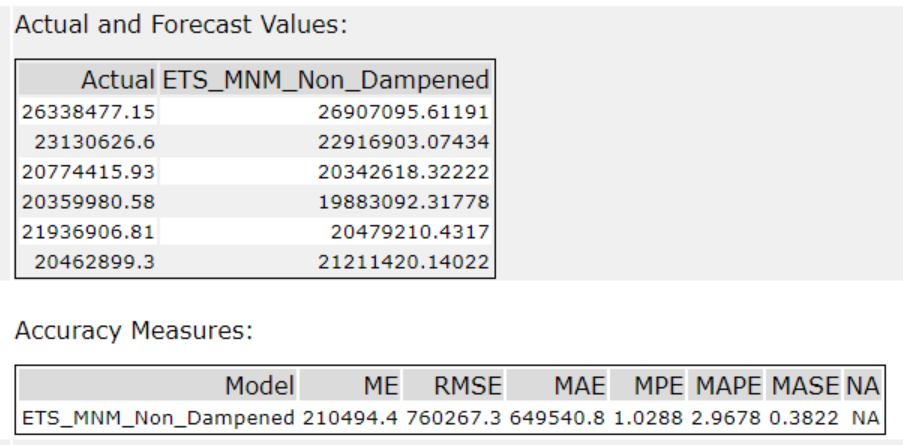 Actual and Forecast Values:
Actual ETS_MNM_Non_Dampened
26338477.15 26907095.61191
23130626.6 22916903.07434
20774415.93 20342618.32222
20359980.58 19883092.31778
21936906.81 20479210.4317
20462899.3 21211420.14022
Accuracy Measures:
Model ME RMSE MAE MPE MAPE MASE NA
ETS_MNM_Non_Dampened 210494.4 760267.3 649540.8 1.0288 2.9678 0.3822 NA